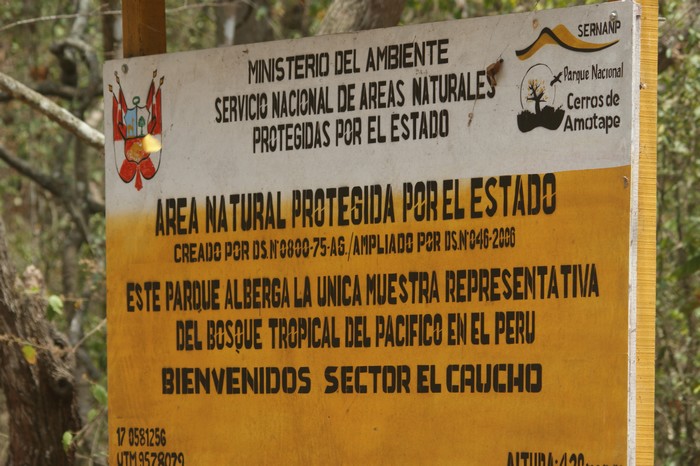 MINISTERIO DEL AMBIENTE
SERVICIO NACIONAL DE AREAS NATURALES
PROTEGIDAS POR EL ESTADO
SERNANP
Parque Nacional
Cerros de
Amotape
AREA NATURAL PROTEGIDA POR EL ESTADO
CREADO POR DS.Nº0800-75-AG./AMPLIADO POR DS.Nº046-2006
ESTE PARQUE ALBERGA LA UNICA MUESTRA REPRESENTATIVA
DEL BOSQUE TROPICAL DEL PACIFICO EN EL PERU
BIENVENIDOS SECTOR EL CAUCHO
17 0581256
UTM 9578079
ALTURA:420